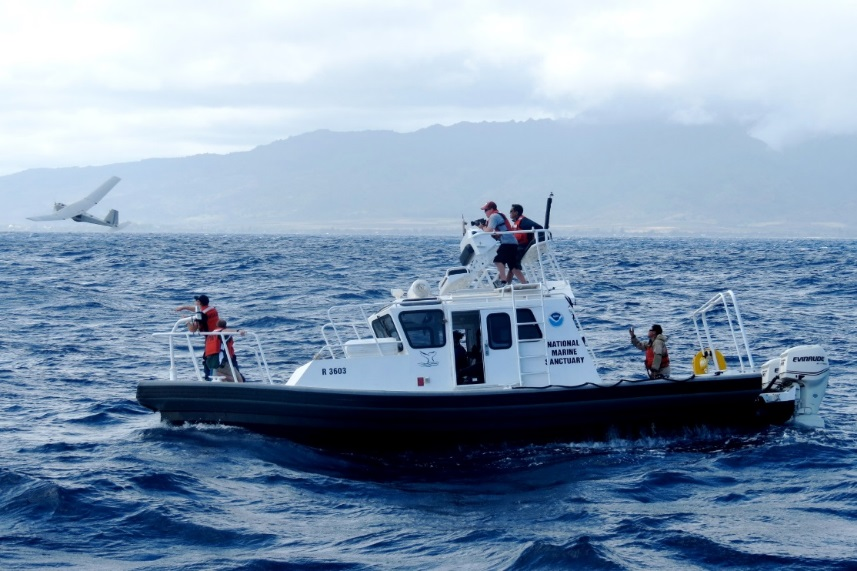 NATIONAL
MARINE
SANCTUARY
R 3603
EVINRUDE